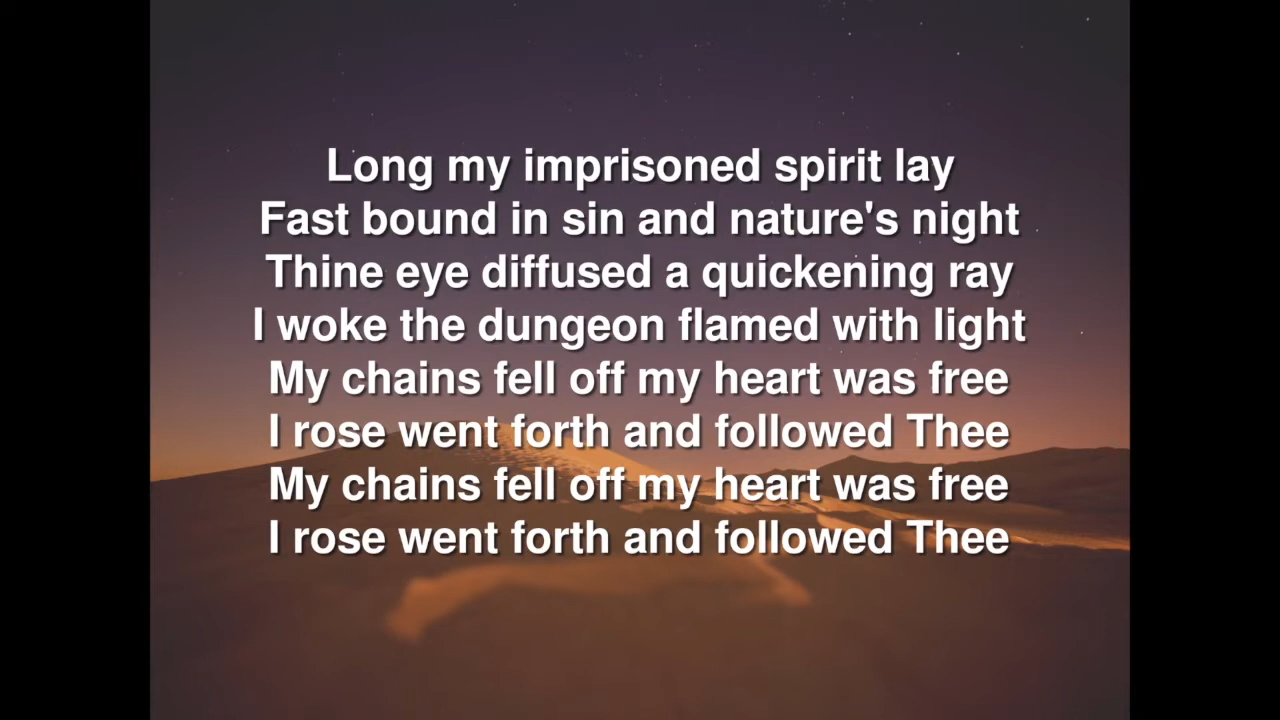 Long my imprisoned spirit lay
Fast bound in sin and nature's night
Thine eye diffused a quickening ray
I woke the dungeon flamed with light
My chains fell off my heart was free
I rose went forth and followed Thee
My chains fell off my heart was free
I rose went forth and followed Thee